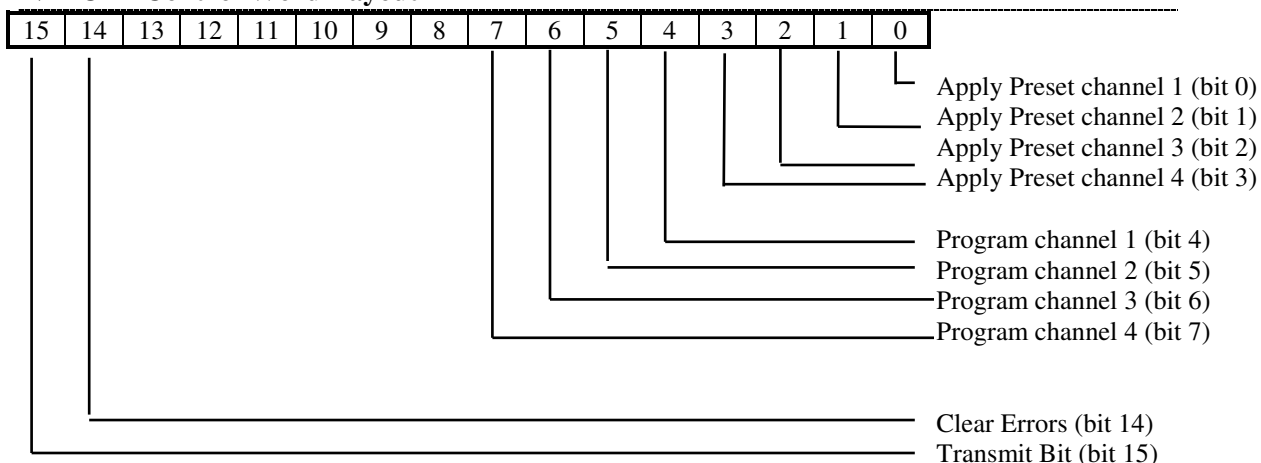 15 14 13 12 11 10 9 8 7 6 5 4 3 2 1 0
Apply Preset channel 1 (bit 0)
Apply Preset channel 2 (bit 1)
Apply Preset channel 3 (bit 2)
Apply Preset channel 4 (bit 3)
Program channel 1 (bit 4)
Program channel 2 (bit 5)
Program channel 3 (bit 6)
Program channel 4 (bit 7)
Clear Errors (bit 14)
Transmit Bit (bit 15)